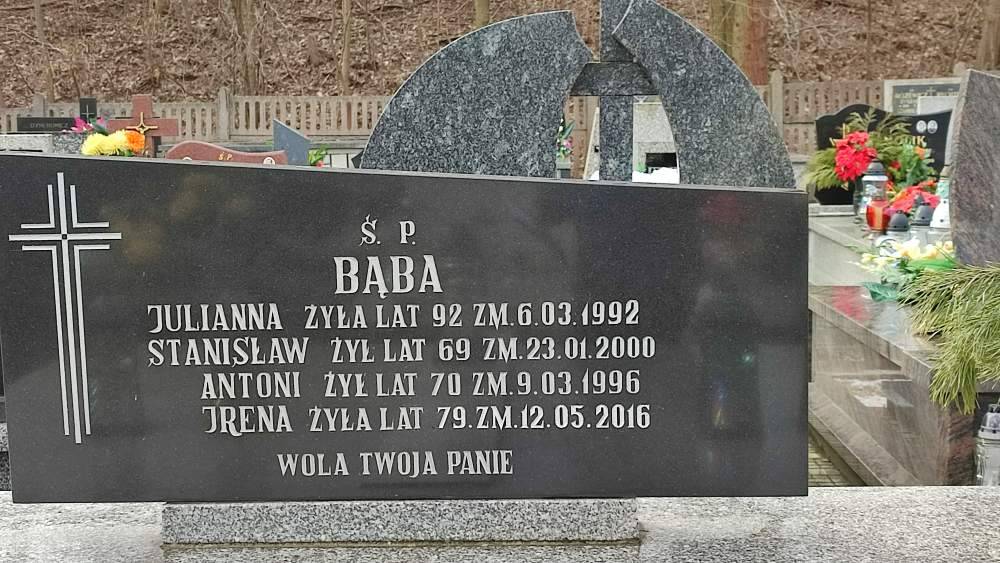 Ś. P.
BĄBA
JULIANNA ŻYŁA LAT 92 ZM.6.03.1992
STANISŁAW ŻYŁ LAT 69 ZM.23.01.2000
ANTONI ŻYŁ LAT 70 ZM.9.03.1996
IRENA ŻYŁA LAT 79.ZM.12.05.2016
WOLA TWOJA PANIE
Ś.P.